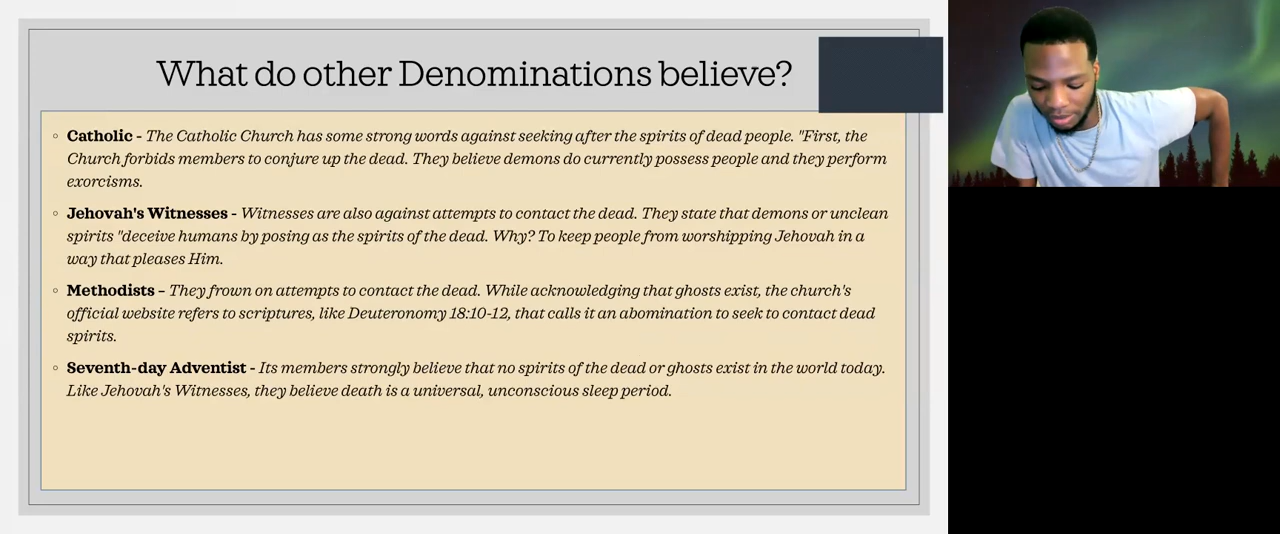 What do other Denominations believe?
◦ Catholic - The Catholic Church has some strong words against seeking after the spirits of dead people. "First, the
Church forbids members to conjure up the dead. They believe demons do currently possess people and they perform
exorcisms.
◦ Jehovah's Witnesses - Witnesses are also against attempts to contact the dead. They state that demons or unclean
spirits "deceive humans by posing as the spirits of the dead. Why? To keep people from worshipping Jehovah in a
way that pleases Him.
◦ Methodists – They frown on attempts to contact the dead. While acknowledging that ghosts exist, the church's
official website refers to scriptures, like Deuteronomy 18:10-12, that calls it an abomination to seek to contact dead
spirits.
◦ Seventh-day Adventist - Its members strongly believe that no spirits of the dead or ghosts exist in the world today.
Like Jehovah's Witnesses, they believe death is a universal, unconscious sleep period.